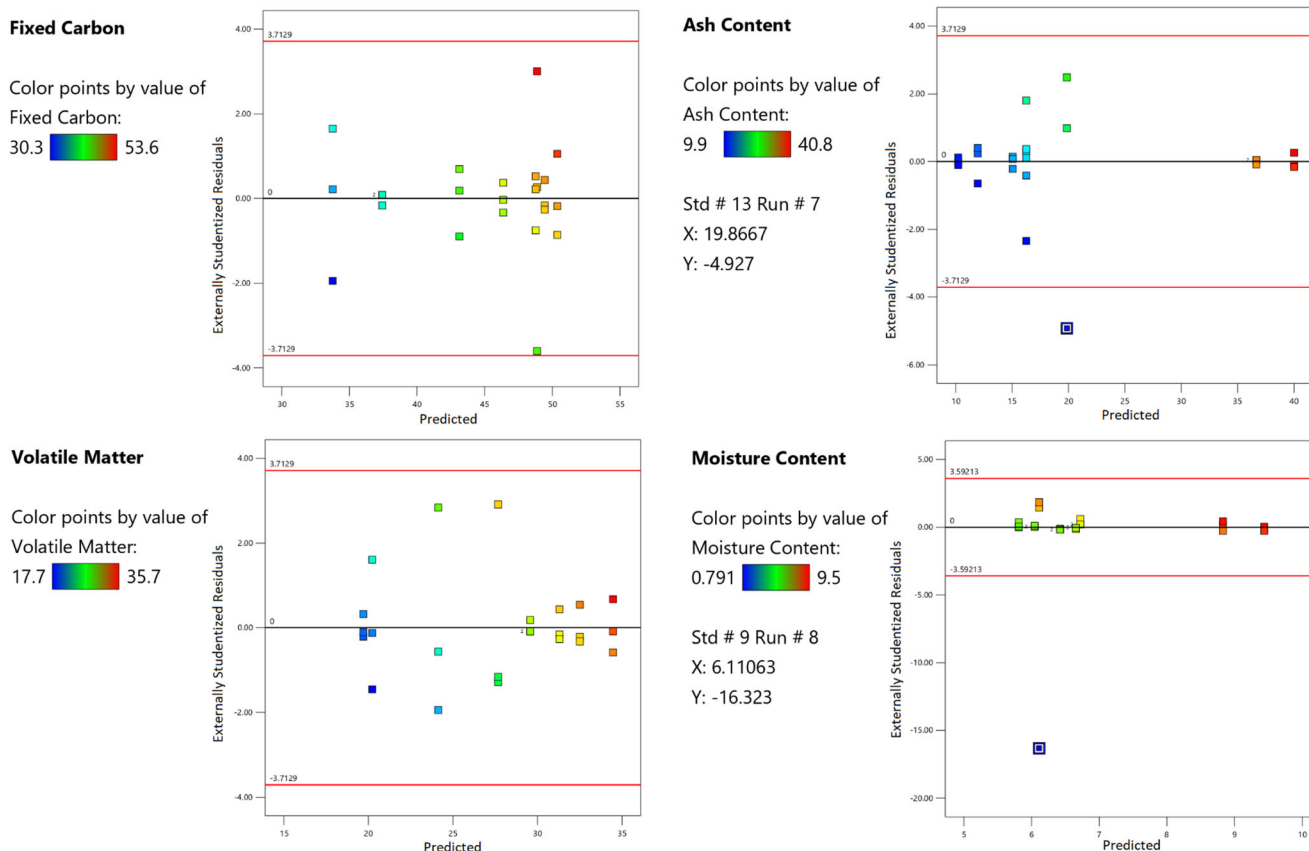 Fixed Carbon
Color points by value of
Fixed Carbon:
30.3 53.6
Externally Studentized Residuals
4.00
2.00
0.00
-2.00
-4.00
3.7129
0
-3.7129
2
30 35 40 45 50 55
Predicted
Ash Content
Color points by value of
Ash Content:
9.9 40.8
Std # 13 Run # 7
X: 19.8667
Y: -4.927
Externally Studentized Residuals
4.00
2.00
0.00
-2.00
-4.00
-6.00
3.7129
0
-3.7129
2
10 15 20 25 30 35 40
Predicted
Volatile Matter
Color points by value of
Volatile Matter:
17.7 35.7
Externally Studentized Residuals
4.00
2.00
0.00
-2.00
-4.00
3.7129
0
-3.7129
2
15 20 25 30 35
Predicted
Moisture Content
Color points by value of
Moisture Content:
0.791 9.5
Std # 9 Run # 8
X: 6.11063
Y: -16.323
Externally Studentized Residuals
5.00
0.00
-5.00
-10.00
-15.00
-20.00
3.59213
0
-3.59213
2
2
5 6 7 8 9 10
Predicted